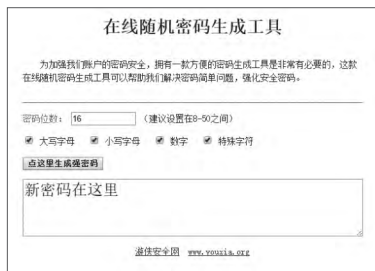 在线随机密码生成工具
为加强我们账户的密码安全，拥有一款方便的密码生成工具是非常有必要的，这款
在线随机密码生成工具可以帮助我们解决密码简单问题，强化安全密码。
密码位数： 16 （建议设置在8-50之间）
大写字母 小写字母 数字 特殊字符
点这里生成强密码
新密码在这里
游侠安全网 www.youxia.org